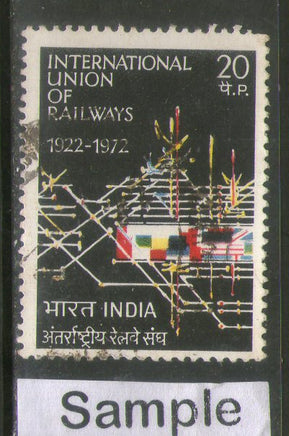 INTERNATIONAL 20
UNION पै.P.
OF
RAILWAYS
1922-1972
भारत INDIA
अंतर्राष्ट्रीय रेलवे संघ
Sample